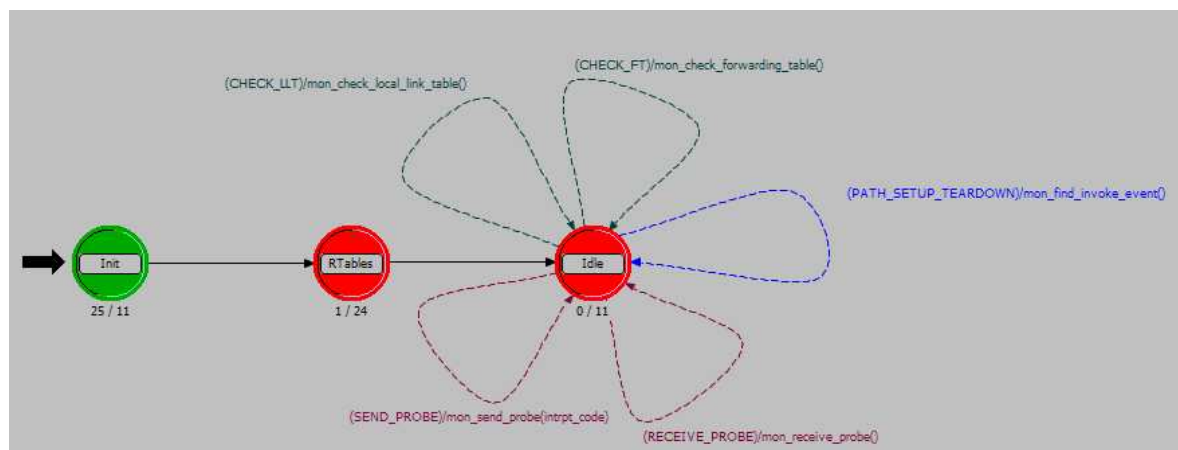 (CHECK_FT)/mon_check_forwarding_table()
(CHECK_LLT)/mon_check_local_link_table()
(PATH_SETUP_TEARDOWN)/mon_find_invoke_event()
Init
RTables
Idle
25 / 11
1 / 24
0 / 11
(SEND_PROBE)/mon_send_probe(intrpt_code)
(RECEIVE_PROBE)/mon_receive_probe()